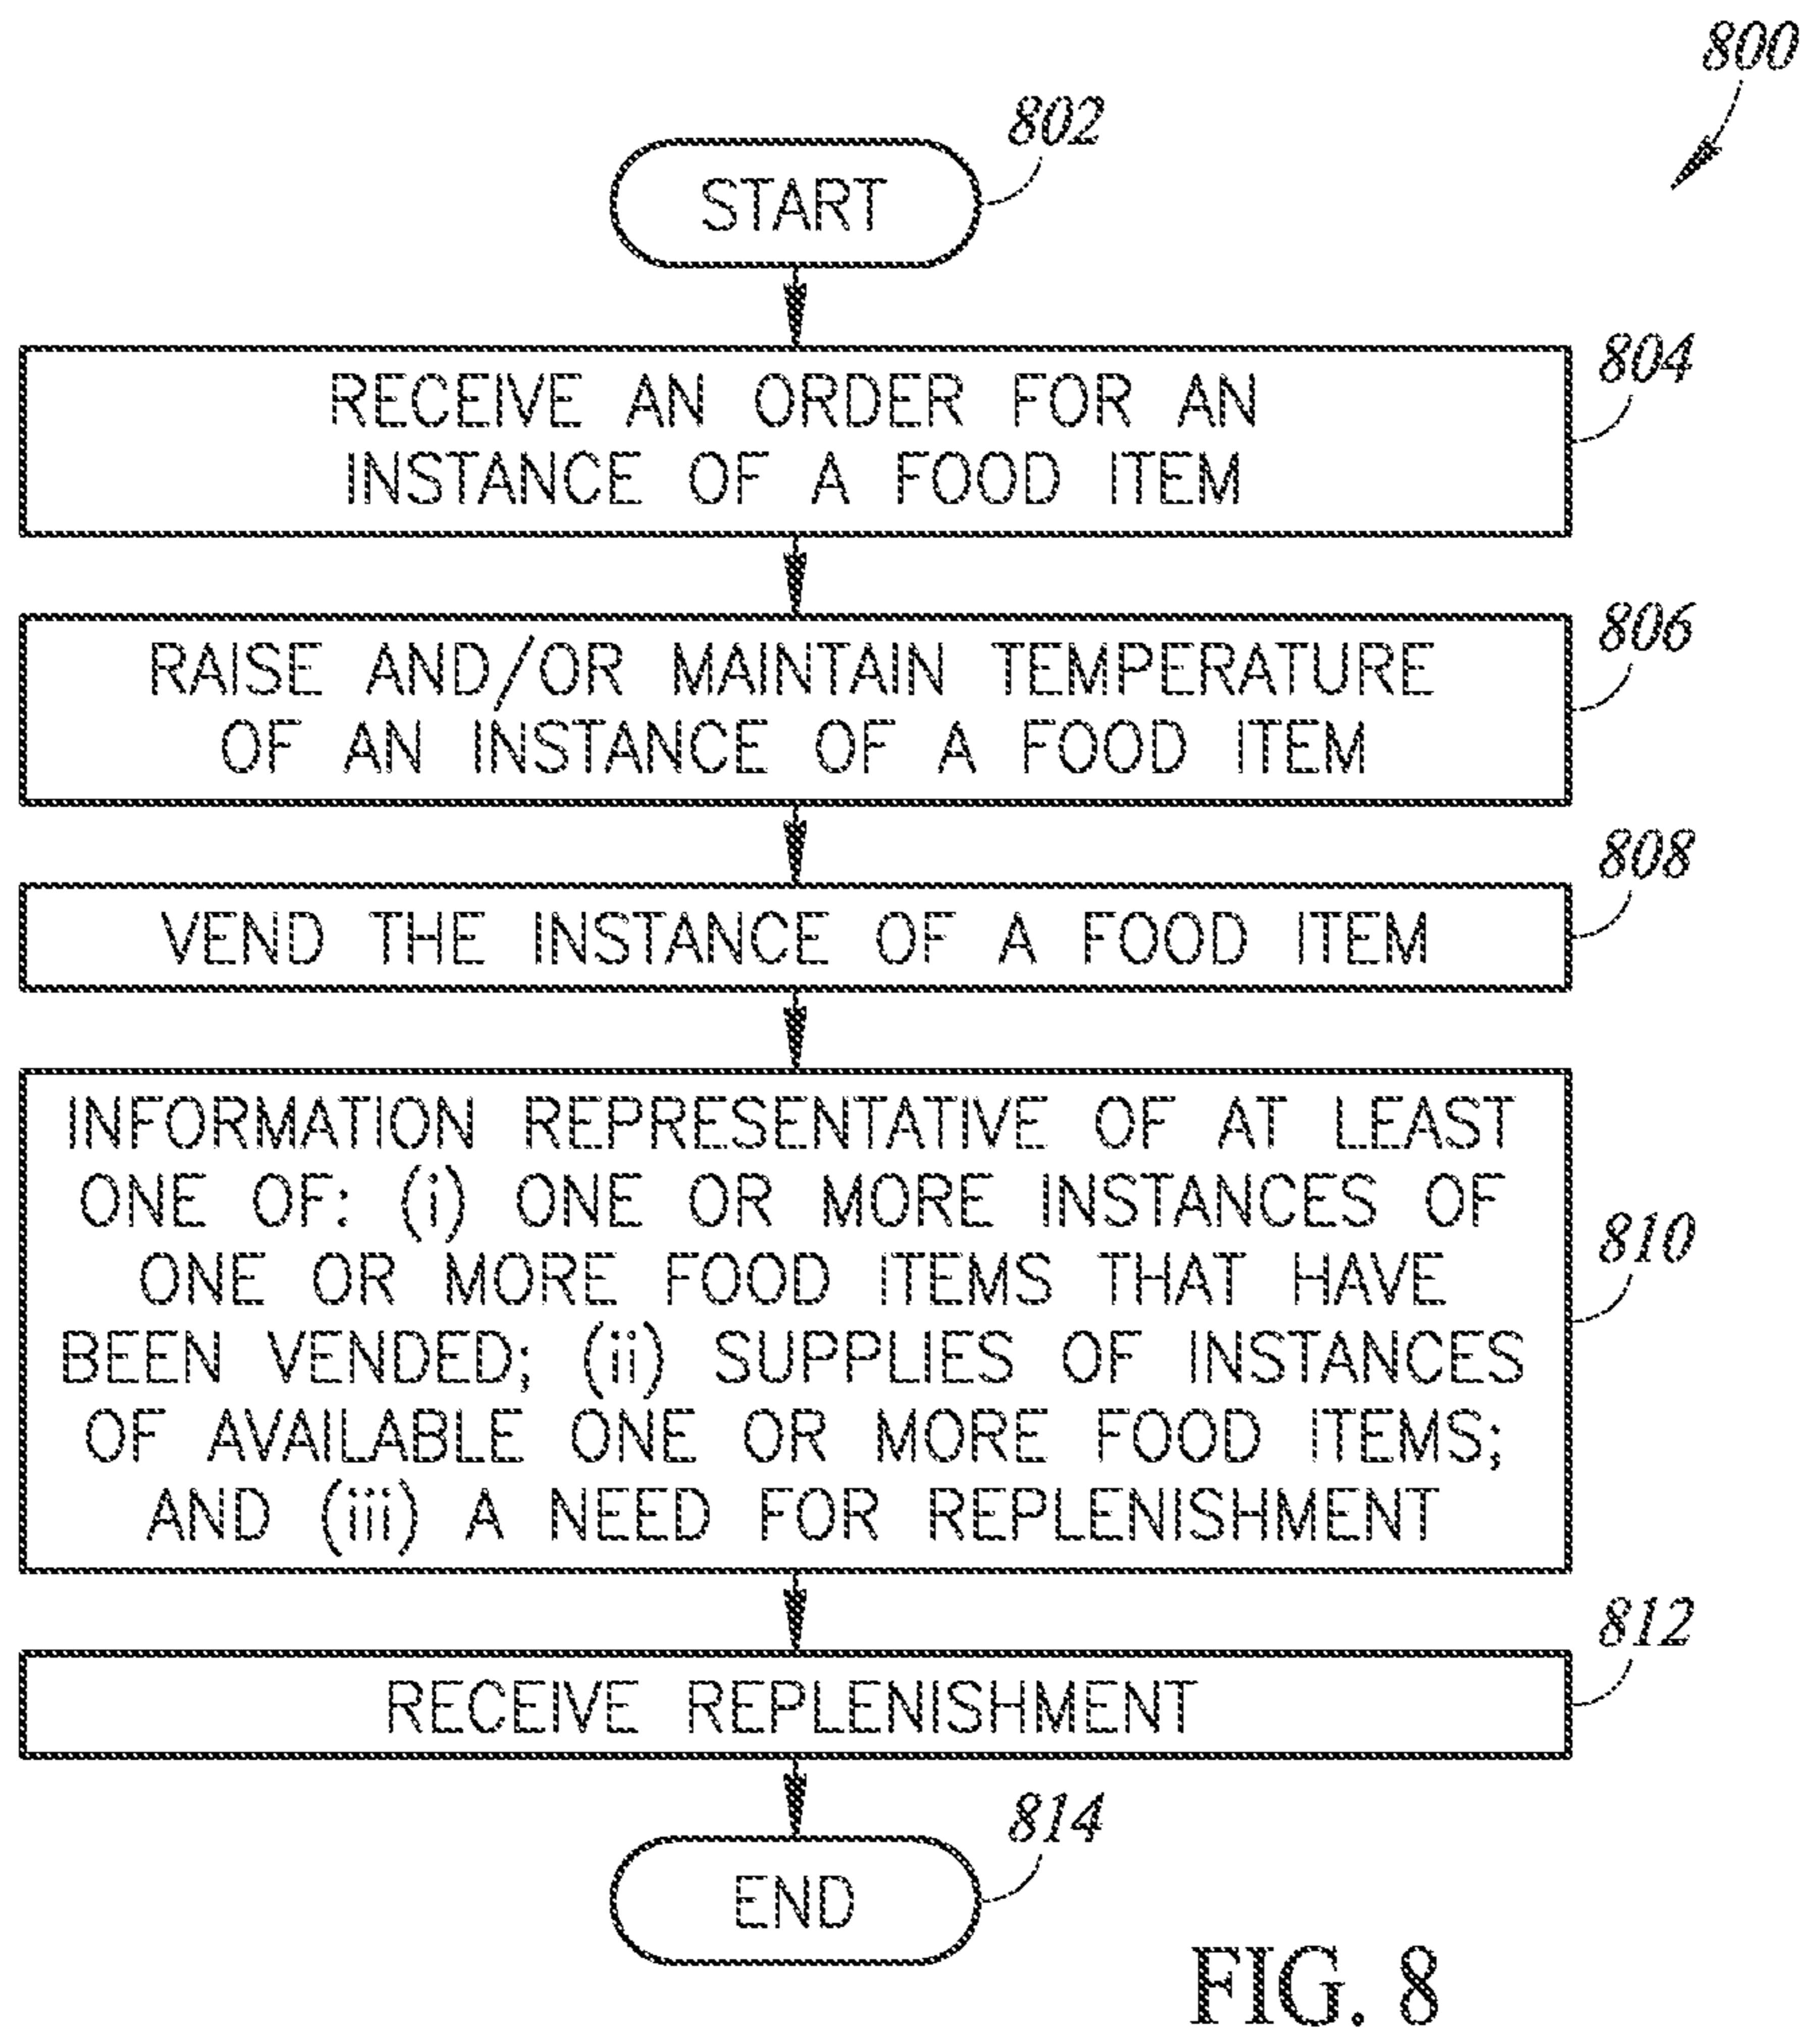 800
802
START
804
RECEIVE AN ORDER FOR AN
INSTANCE OF A FOOD ITEM
806
RAISE AND/OR MAINTAIN TEMPERATURE
OF AN INSTANCE OF A FOOD ITEM
808
VEND THE INSTANCE OF A FOOD ITEM
INFORMATION REPRESENTATIVE OF AT LEAST
ONE OF: (i) ONE OR MORE INSTANCES OF
810
ONE OR MORE FOOD ITEMS THAT HAVE
BEEN VENDED; (ii) SUPPLIES OF INSTANCES
OF AVAILABLE ONE OR MORE FOOD ITEMS;
AND (iii) A NEED FOR REPLENISHMENT
812
RECEIVE REPLENISHMENT
814
END
FIG. 8